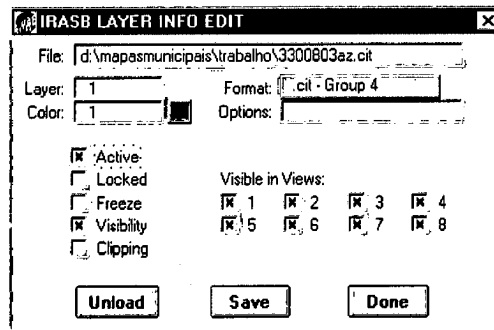 IRASB LAYER INFO EDIT
File: d:\mapasmunicipais\trabalho\3300803az.cit
Layer: 1 Format: .cit - Group 4
Color: 1 Options:
Active
Locked Visible in Views:
Freeze 1 2 3 4
Visibility 5 6 7 8
Clipping
Unload Save Done